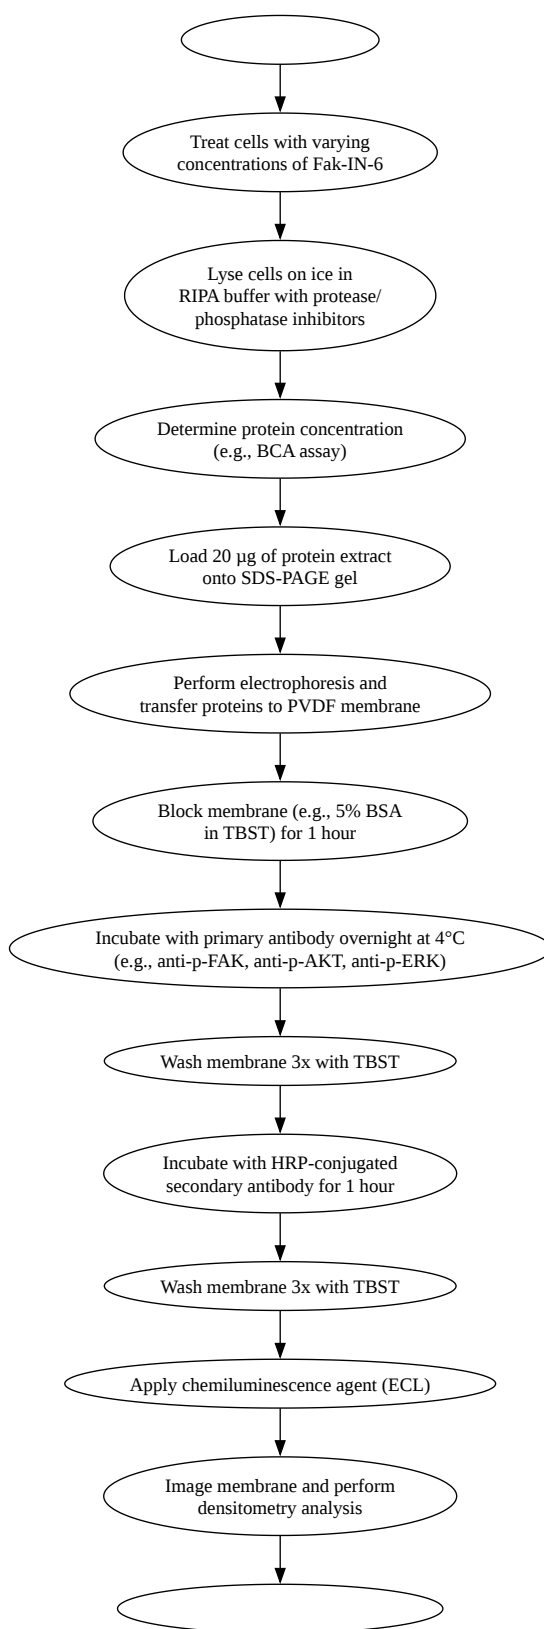 Treat cells with varying
concentrations of Fak-IN-6
Lyse cells on ice in
RIPA buffer with protease/
phosphatase inhibitors
Determine protein concentration
(e.g., BCA assay)
Load 20 µg of protein extract
onto SDS-PAGE gel
Perform electrophoresis and
transfer proteins to PVDF membrane
Block membrane (e.g., 5% BSA
in TBST) for 1 hour
Incubate with primary antibody overnight at 4°C
(e.g., anti-p-FAK, anti-p-AKT, anti-p-ERK)
Wash membrane 3x with TBST
Incubate with HRP-conjugated
secondary antibody for 1 hour
Wash membrane 3x with TBST
Apply chemiluminescence agent (ECL)
Image membrane and perform
densitometry analysis